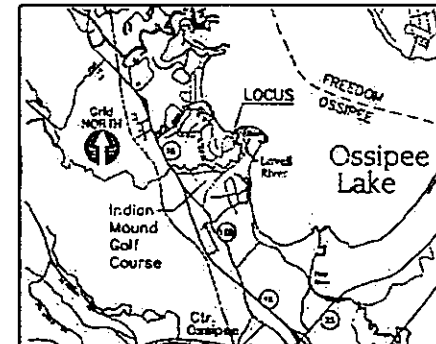 FREEDOM
OSSIPEE
LOCUS
Grid
NORTH
Lovell
River
Ossipee
Lake
Indian
Mound
Golf
Course
Ctr.
Ossipee